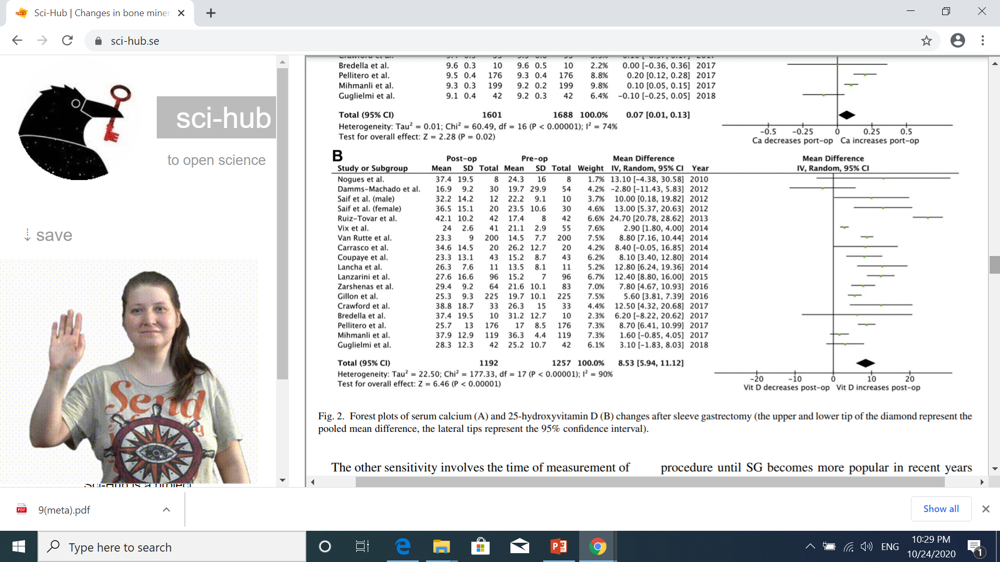 Sci-Hub | Changes in bone miner
sci-hub.se
sci-hub
to open science
save
Send
Sci-Hub is a project
Crawford et al.
Bredella et al. 9.6 0.3 10 9.6 0.5 10 2.2% 0.00 [-0.36, 0.36] 2017
Pellitero et al. 9.5 0.4 176 9.3 0.4 176 8.8% 0.20 [0.12, 0.28] 2017
Mihmanli et al. 9.3 0.3 199 9.2 0.2 199 9.8% 0.10 [0.05, 0.15] 2017
Guglielmi et al. 9.1 0.4 42 9.2 0.3 42 6.4% -0.10 [-0.25, 0.05] 2018
Total (95% CI) 1601 1688 100.0% 0.07 [0.01, 0.13]
Heterogeneity: Tau² = 0.01; Chi² = 60.49, df = 16 (P < 0.00001); I² = 74%
Test for overall effect: Z = 2.28 (P = 0.02)
-0.5 -0.25 0 0.25 0.5
Ca decreases port-op Ca increases port-op
B
Post-op Pre-op Mean Difference Mean Difference
Study or Subgroup Mean SD Total Mean SD Total Weight IV, Random, 95% CI Year IV, Random, 95% CI
Nogues et al. 37.4 19.5 8 24.3 16 8 1.7% 13.10 [-4.38, 30.58] 2010
Damms-Machado et al. 16.9 9.2 30 19.7 29.9 54 4.2% -2.80 [-11.43, 5.83] 2012
Saif et al. (male) 32.2 14.2 12 22.2 9.1 10 3.7% 10.00 [0.18, 19.82] 2012
Saif et al. (female) 36.5 15.1 20 23.5 10.6 30 4.6% 13.00 [5.37, 20.63] 2012
Ruiz-Tovar et al. 42.1 10.2 42 17.4 8 42 6.6% 24.70 [20.78, 28.62] 2013
Vix et al. 24 2.6 41 21.1 2.9 55 7.6% 2.90 [1.80, 4.00] 2014
Van Rutte et al. 23.3 9 200 14.5 7.7 200 7.5% 8.80 [7.16, 10.44] 2014
Carrasco et al. 34.6 14.5 20 26.2 12.7 20 4.2% 8.40 [-0.05, 16.85] 2014
Coupaye et al. 23.3 13.1 43 15.2 8.7 43 6.2% 8.10 [3.40, 12.80] 2014
Lancha et al. 26.3 7.6 11 13.5 8.1 11 5.2% 12.80 [6.24, 19.36] 2014
Lanzarini et al. 27.6 16.6 96 15.2 7 96 6.7% 12.40 [8.80, 16.00] 2015
Zarshenas et al. 29.4 9.2 64 21.6 10.1 83 7.0% 7.80 [4.67, 10.93] 2016
Gillon et al. 25.3 9.3 225 19.7 10.1 225 7.5% 5.60 [3.81, 7.39] 2016
Crawford et al. 38.8 18.7 33 26.3 15 33 4.4% 12.50 [4.32, 20.68] 2017
Bredella et al. 37.4 19.5 10 31.2 12.7 10 2.3% 6.20 [-8.22, 20.62] 2017
Pellitero et al. 25.7 13 176 17 8.5 176 7.3% 8.70 [6.41, 10.99] 2017
Mihmanli et al. 37.9 12.9 119 36.3 4.4 119 7.3% 1.60 [-0.85, 4.05] 2017
Guglielmi et al. 28.3 12.3 42 25.2 10.7 42 6.1% 3.10 [-1.83, 8.03] 2018
Total (95% CI) 1192 1257 100.0% 8.53 [5.94, 11.12]
Heterogeneity: Tau² = 22.50; Chi² = 177.33, df = 17 (P < 0.00001); I² = 90%
Test for overall effect: Z = 6.46 (P < 0.00001)
-20 -10 0 10 20
Vit D decreases post-op Vit D increases post-op
Fig. 2. Forest plots of serum calcium (A) and 25-hydroxyvitamin D (B) changes after sleeve gastrectomy (the upper and lower tip of the diamond represent the
pooled mean difference, the lateral tips represent the 95% confidence interval).
The other sensitivity involves the time of measurement of
procedure until SG becomes more popular in recent years
PDF
9(meta).pdf
Show all
Type here to search
ENG
10:29 PM
10/24/2020
1